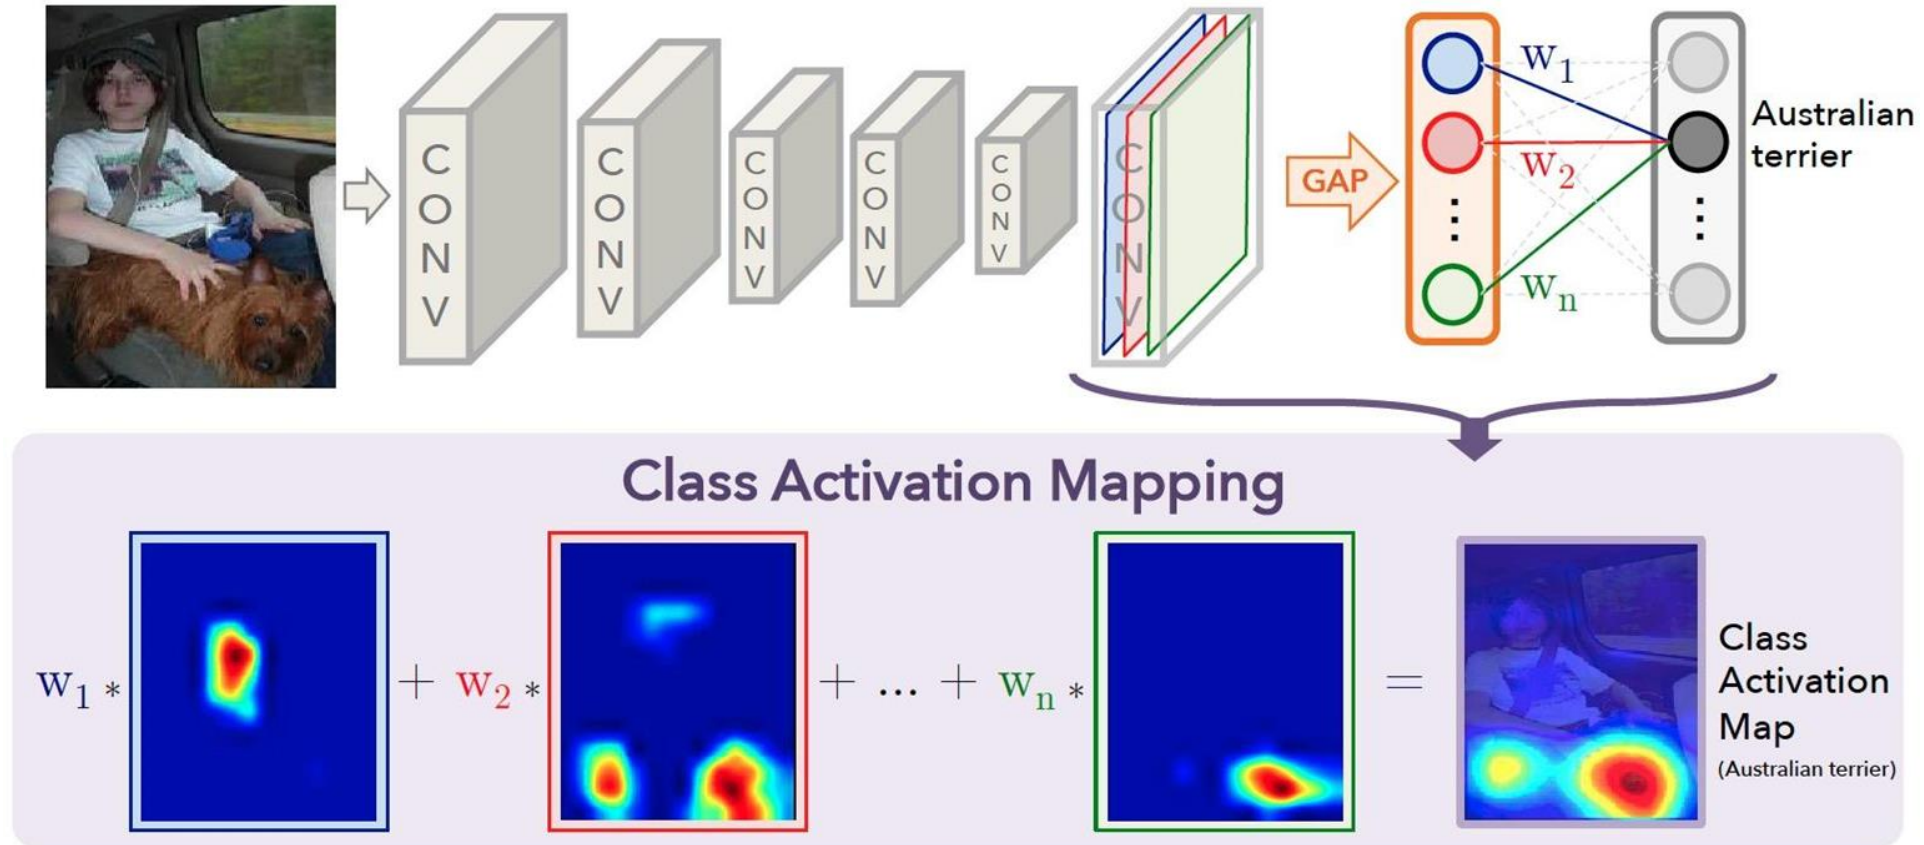 CONV
CONV
CONV
CONV
CONV
CONV
GAP
w1
w2
⋮
wn
⋮
Australian
terrier
Class Activation Mapping
w1 * + w2 * + ... + wn * =
Class
Activation
Map
(Australian terrier)